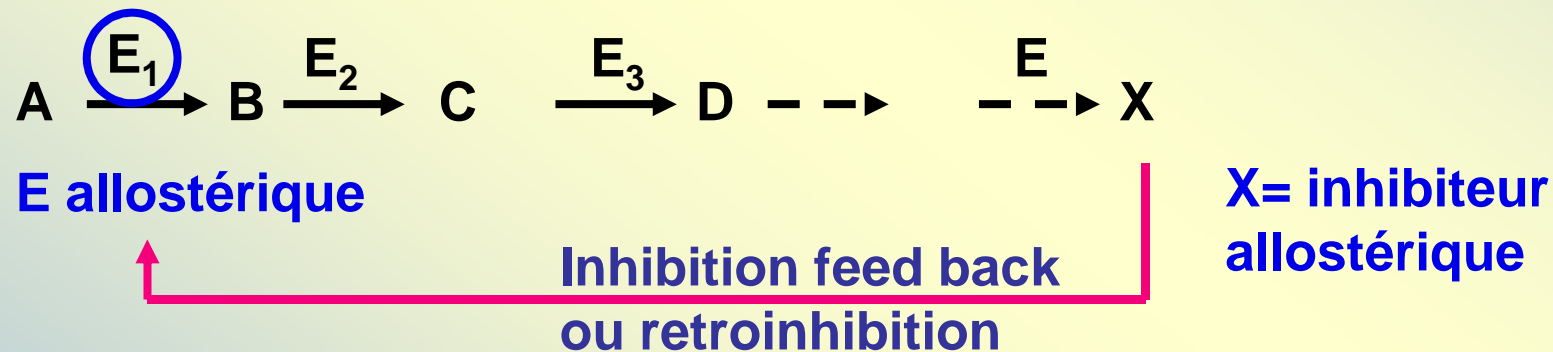 E₁ E₂ E₃ E
A B C D X
E allostérique
X= inhibiteur
allostérique
Inhibition feed back
ou retroinhibition